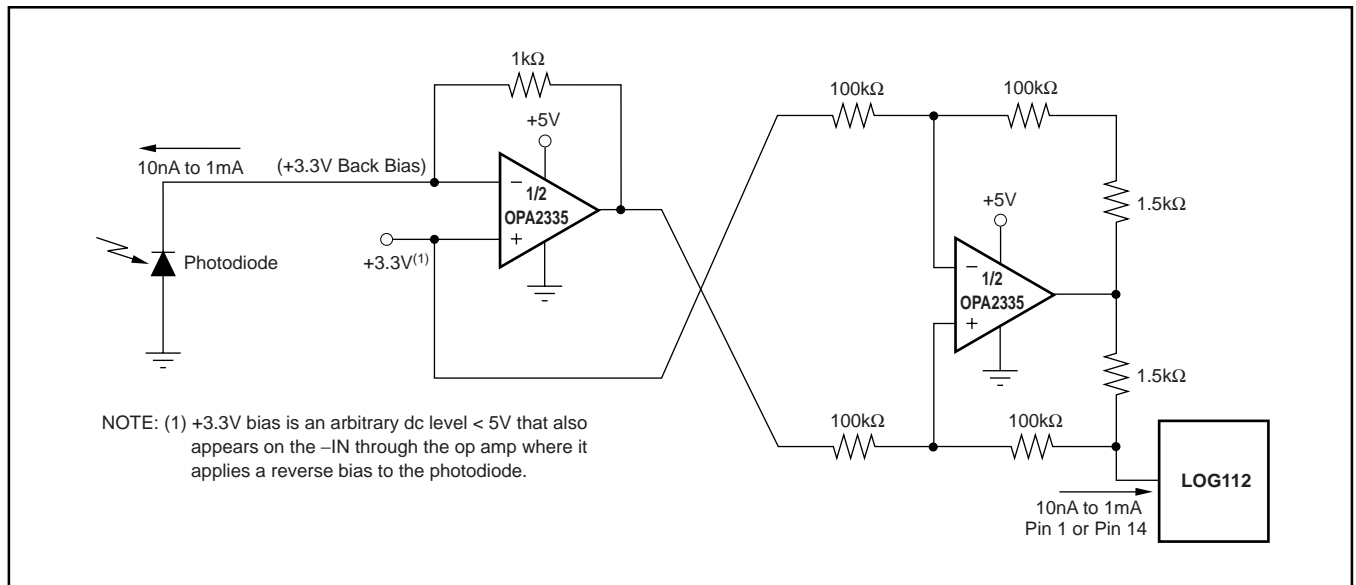 1kΩ
+5V
10nA to 1mA
(+3.3V Back Bias)
–
1/2
OPA2335
+
+3.3V(1)
Photodiode
100kΩ
100kΩ
1.5kΩ
+5V
–
1/2
OPA2335
+
1.5kΩ
100kΩ
100kΩ
LOG112
10nA to 1mA
Pin 1 or Pin 14
NOTE: (1) +3.3V bias is an arbitrary dc level < 5V that also
appears on the –IN through the op amp where it
applies a reverse bias to the photodiode.